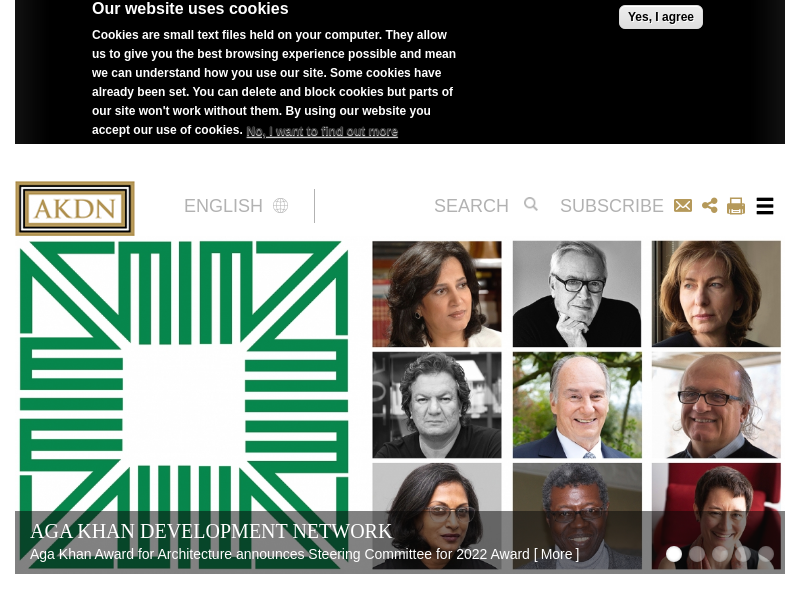 Our website uses cookies
Yes, I agree
Cookies are small text files held on your computer. They allow
us to give you the best browsing experience possible and mean
we can understand how you use our site. Some cookies have
already been set. You can delete and block cookies but parts of
our site won't work without them. By using our website you
accept our use of cookies. No, I want to find out more
AKDN
ENGLISH
SEARCH
SUBSCRIBE
AGA KHAN DEVELOPMENT NETWORK
Aga Khan Award for Architecture announces Steering Committee for 2022 Award [ More ]